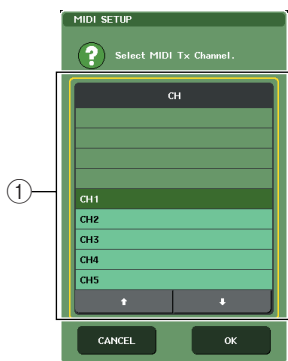 MIDI SETUP
?
Select MIDI Tx Channel.
CH
1
CH1
CH2
CH3
CH4
CH5
CANCEL
OK